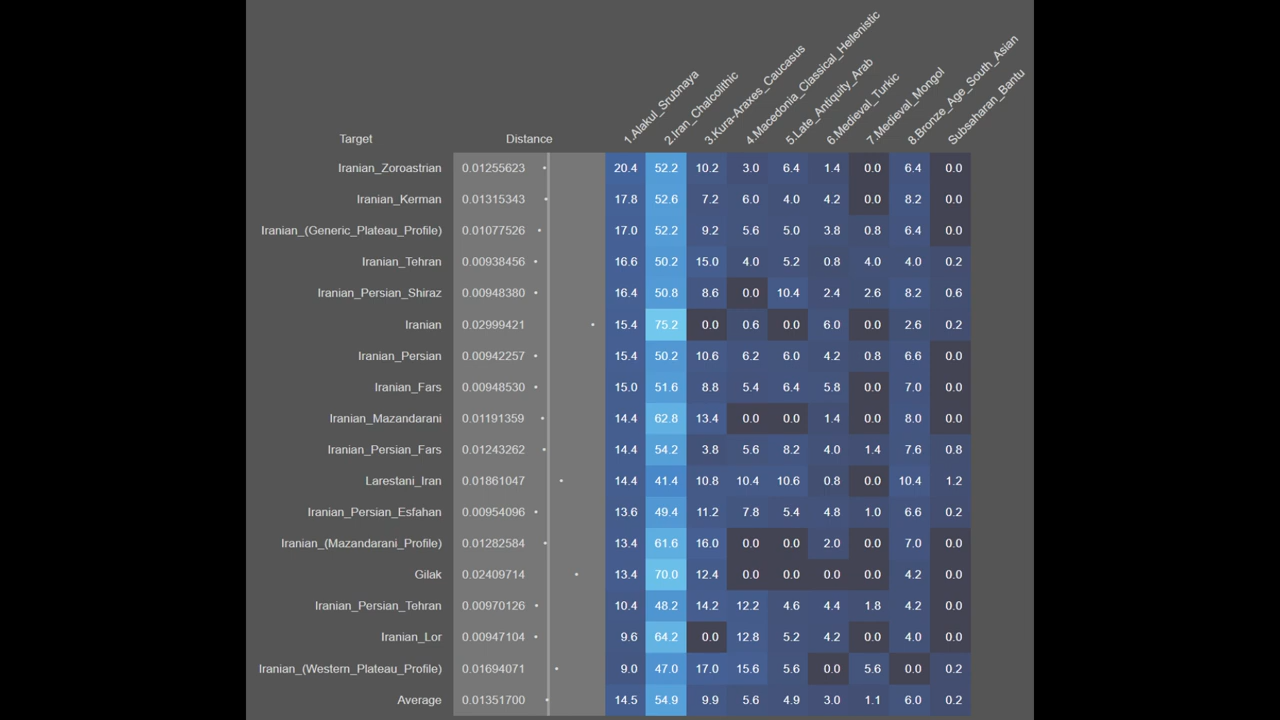 1.Alakul_Srubnaya
2.Iran_Chalcolithic
3.Kura-Araxes_Caucasus
4.Macedonia_Classical_Hellenistic
5.Late_Antiquity_Arab
6.Medieval_Turkic
7.Medieval_Mongol
8.Bronze_Age_South_Asian
Subsaharan_Bantu
Target Distance
Iranian_Zoroastrian 0.01255623 20.4 52.2 10.2 3.0 6.4 1.4 0.0 6.4 0.0
Iranian_Kerman 0.01315343 17.8 52.6 7.2 6.0 4.0 4.2 0.0 8.2 0.0
Iranian_(Generic_Plateau_Profile) 0.01077526 17.0 52.2 9.2 5.6 5.0 3.8 0.8 6.4 0.0
Iranian_Tehran 0.00938456 16.6 50.2 15.0 4.0 5.2 0.8 4.0 4.0 0.2
Iranian_Persian_Shiraz 0.00948380 16.4 50.8 8.6 0.0 10.4 2.4 2.6 8.2 0.6
Iranian 0.02999421 15.4 75.2 0.0 0.6 0.0 6.0 0.0 2.6 0.2
Iranian_Persian 0.00942257 15.4 50.2 10.6 6.2 6.0 4.2 0.8 6.6 0.0
Iranian_Fars 0.00948530 15.0 51.6 8.8 5.4 6.4 5.8 0.0 7.0 0.0
Iranian_Mazandarani 0.01191359 14.4 62.8 13.4 0.0 0.0 1.4 0.0 8.0 0.0
Iranian_Persian_Fars 0.01243262 14.4 54.2 3.8 5.6 8.2 4.0 1.4 7.6 0.8
Larestani_Iran 0.01861047 14.4 41.4 10.8 10.4 10.6 0.8 0.0 10.4 1.2
Iranian_Persian_Esfahan 0.00954096 13.6 49.4 11.2 7.8 5.4 4.8 1.0 6.6 0.2
Iranian_(Mazandarani_Profile) 0.01282584 13.4 61.6 16.0 0.0 0.0 2.0 0.0 7.0 0.0
Gilak 0.02409714 13.4 70.0 12.4 0.0 0.0 0.0 0.0 4.2 0.0
Iranian_Persian_Tehran 0.00970126 10.4 48.2 14.2 12.2 4.6 4.4 1.8 4.2 0.0
Iranian_Lor 0.00947104 9.6 64.2 0.0 12.8 5.2 4.2 0.0 4.0 0.0
Iranian_(Western_Plateau_Profile) 0.01694071 9.0 47.0 17.0 15.6 5.6 0.0 5.6 0.0 0.2
Average 0.01351700 14.5 54.9 9.9 5.6 4.9 3.0 1.1 6.0 0.2